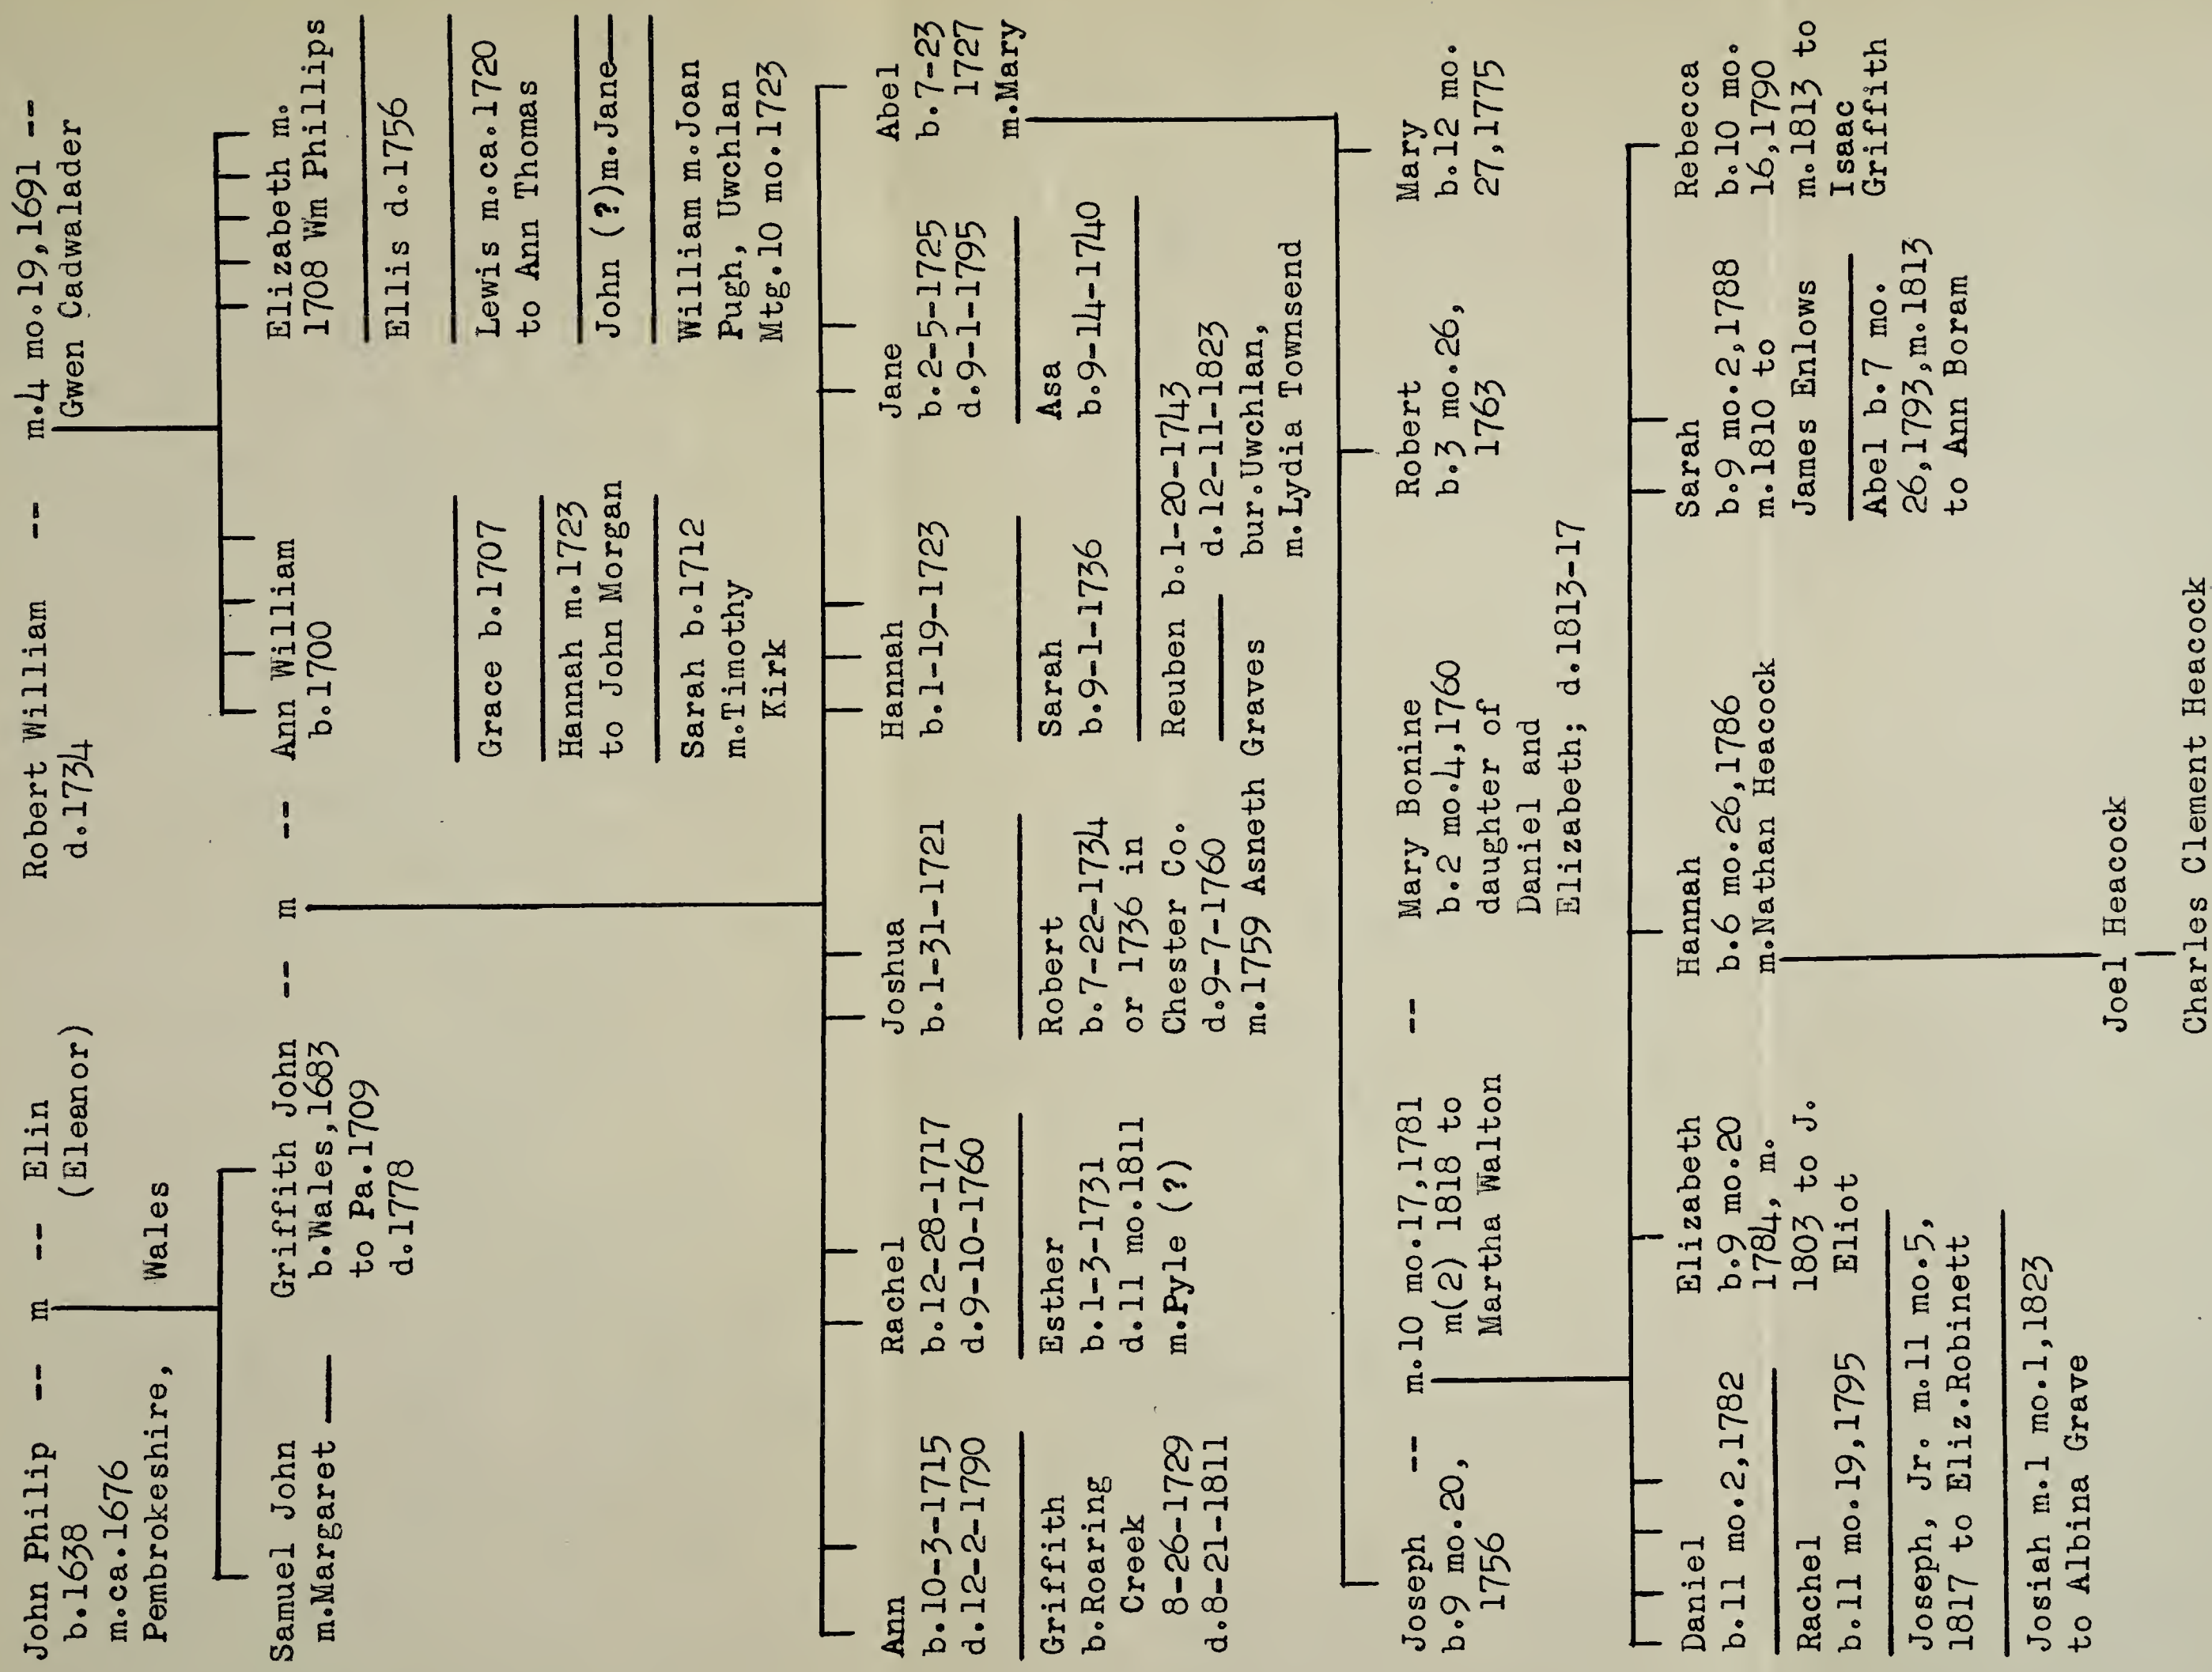 John Philip -- m -- Elin
b.1638
(Eleanor)
m.ca.1676
Pembrokeshire, Wales
Robert William -- m.4 mo.19,1691 --
d.1734
Gwen Cadwalader
Samuel John
m.Margaret
Griffith John -- m -- Ann William
b.Wales,1683
to Pa.1709
d.1778
b.1700
Grace b.1707
Hannah m.1723
to John Morgan
Sarah b.1712
m.Timothy
Kirk
Elizabeth m.
1708 Wm Phillips
Ellis d.1756
Lewis m.ca.1720
to Ann Thomas
John (?)m.Jane
William m.Joan
Pugh, Uwchlan
Mtg.10 mo.1723
Ann
b.10-3-1715
d.12-2-1790
Griffith
b.Roaring
Creek
8-26-1729
d.8-21-1811
Rachel
b.12-28-1717
d.9-10-1760
Esther
b.1-3-1731
d.11 mo.1811
m.Pyle (?)
Joshua
b.1-31-1721
Robert
b.7-22-1734
or 1736 in
Chester Co.
d.9-7-1760
m.1759 Asneth Graves
Hannah
b.1-19-1723
Sarah
b.9-1-1736
Reuben b.1-20-1743
d.12-11-1823
bur.Uwchlan,
m.Lydia Townsend
Jane
b.2-5-1725
d.9-1-1795
Asa
b.9-14-1740
Abel
b.7-23
1727
m.Mary
Joseph -- m.10 mo.17,1781 -- Mary Bonine
b.9 mo.20,
1756
m(2) 1818 to
Martha Walton
b.2 mo.4,1760
daughter of
Daniel and
Elizabeth; d.1813-17
Robert
b.3 mo.26,
1763
Mary
b.12 mo.
27,1775
Daniel
b.11 mo.2,1782
Rachel
b.11 mo.19,1795
Joseph, Jr. m.11 mo.5,
1817 to Eliz.Robinett
Josiah m.1 mo.1,1823
to Albina Grave
Elizabeth
b.9 mo.20
1784, m.
1803 to J.
Eliot
Hannah
b.6 mo.26,1786
m.Nathan Heacock
Sarah
b.9 mo.2,1788
m.1810 to
James Enlows
Abel b.7 mo.
26,1793,m.1813
to Ann Boram
Rebecca
b.10 mo.
16,1790
m.1813 to
Isaac
Griffith
Joel Heacock
Charles Clement Heacock